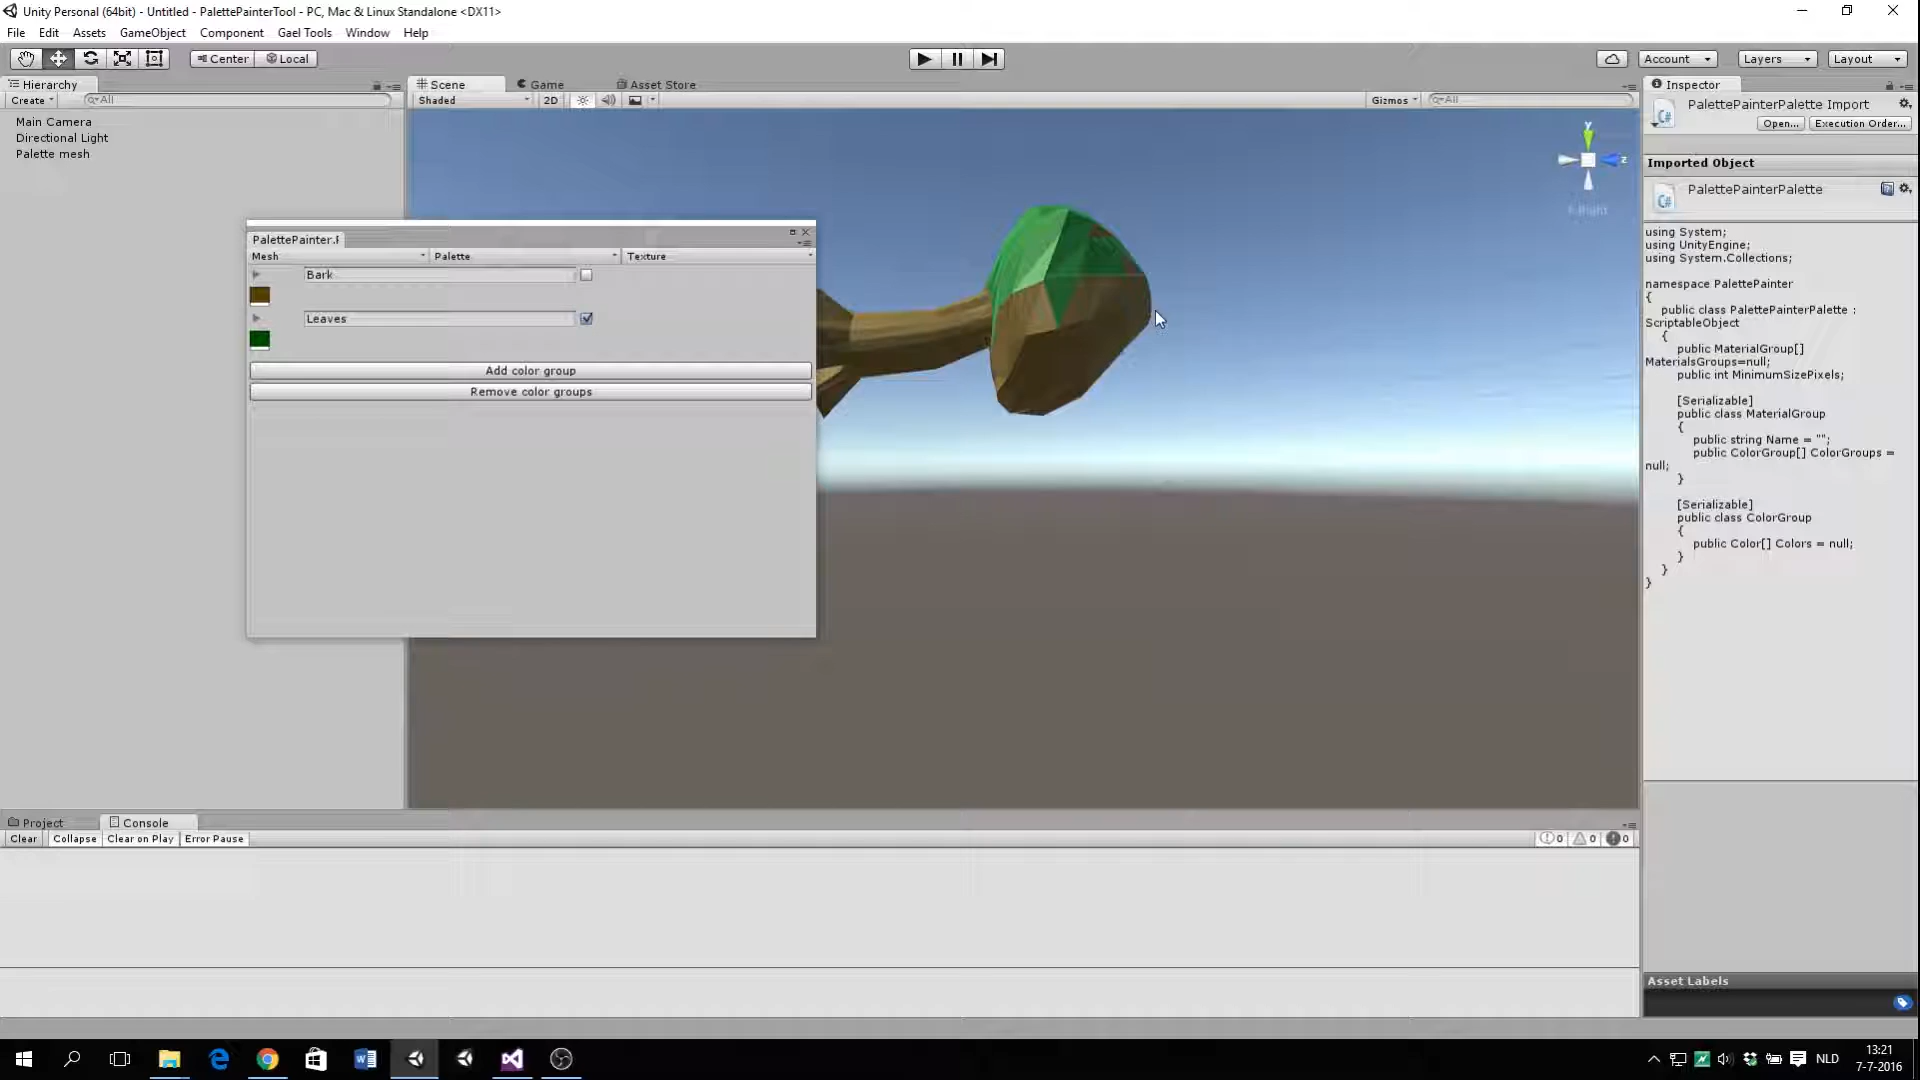 Unity Personal (64bit) - Untitled - PalettePainterTool - PC, Mac & Linux Standalone <DX11>
File Edit Assets GameObject Component Gael Tools Window Help
Center Local Account Layers Layout
Hierarchy
Create All
Main Camera
Directional Light
Palette mesh
Scene Game Asset Store
Shaded 2D Gizmos All
y
z
PalettePainter.
Mesh Palette Texture
Bark
Leaves
Add color group
Remove color groups
Inspector
PalettePainterPalette Import
Open... Execution Order...
Imported Object
PalettePainterPalette
C#
using System;
using UnityEngine;
using System.Collections;
namespace PalettePainter
{
public class PalettePainterPalette :
ScriptableObject
{
public MaterialGroup[]
MaterialsGroups=null;
public int MinimumSizePixels;
[Serializable]
public class MaterialGroup
{
public string Name = "";
public ColorGroup[] ColorGroups =
null;
}
[Serializable]
public class ColorGroup
{
public Color[] Colors = null;
}
}
}
Project Console
Clear Collapse Clear on Play Error Pause 0 0 0
Asset Labels
NLD
13:21
7-7-2016